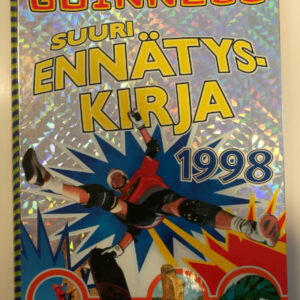 GUINNESS
SUURI
ENNÄTYS-
KIRJA
1998